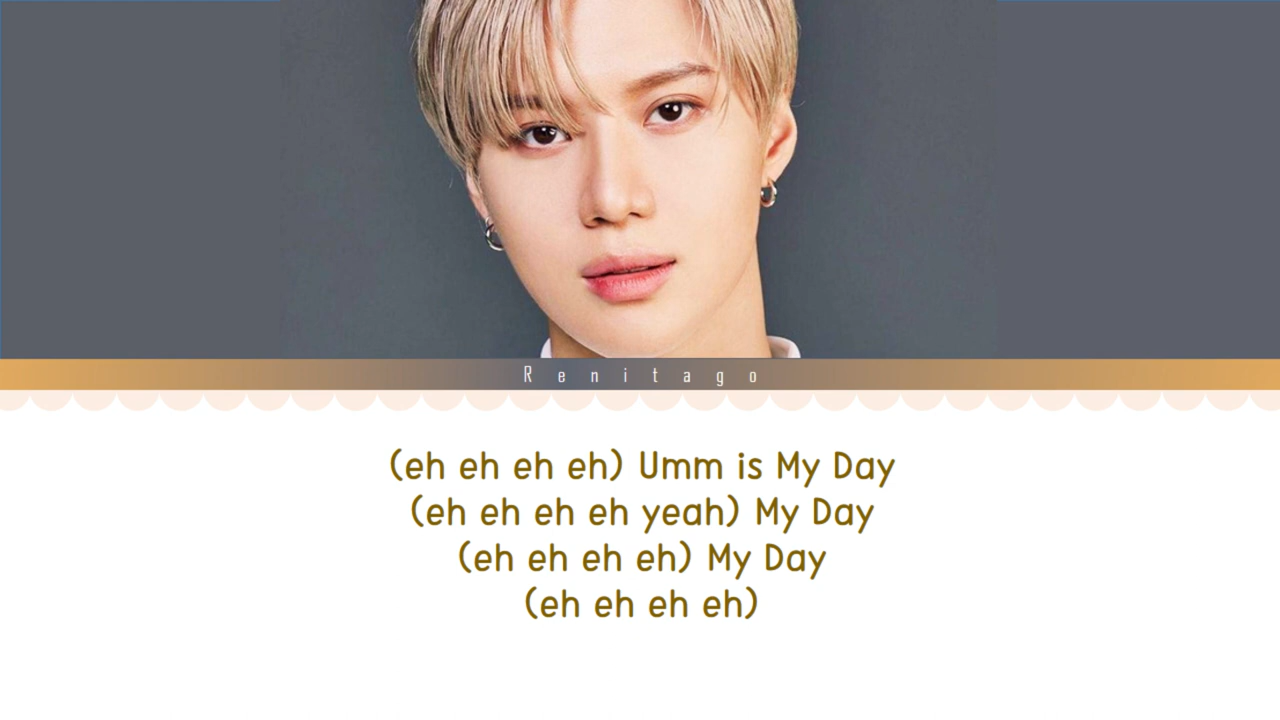 Renitago
(eh eh eh eh) Umm is My Day
(eh eh eh eh yeah) My Day
(eh eh eh eh) My Day
(eh eh eh eh)